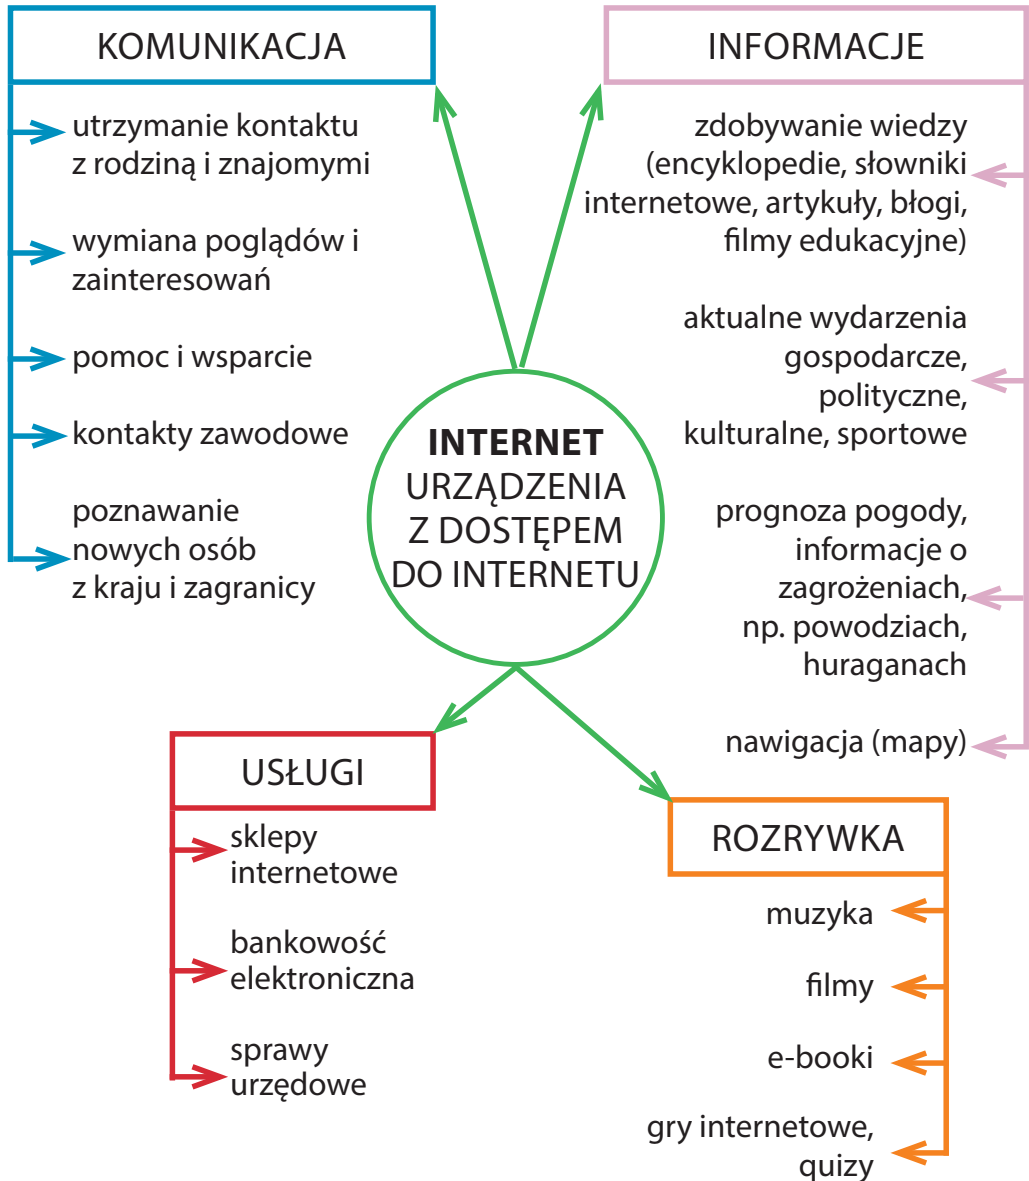 KOMUNIKACJA
utrzymanie kontaktu
z rodziną i znajomymi
wymiana poglądów i
zainteresowań
pomoc i wsparcie
kontakty zawodowe
poznawanie
nowych osób
z kraju i zagranicy
INFORMACJE
zdobywanie wiedzy
(encyklopedie, słowniki
internetowe, artykuły, błogi,
filmy edukacyjne)
aktualne wydarzenia
gospodarcze,
polityczne,
kulturalne, sportowe
prognoza pogody,
informacje o
zagrożeniach,
np. powodziach,
huraganach
nawigacja (mapy)
INTERNET
URZĄDZENIA
Z DOSTĘPEM
DO INTERNETU
USŁUGI
sklepy
internetowe
bankowość
elektroniczna
sprawy
urzędowe
ROZRYWKA
muzyka
filmy
e-booki
gry internetowe,
quizy